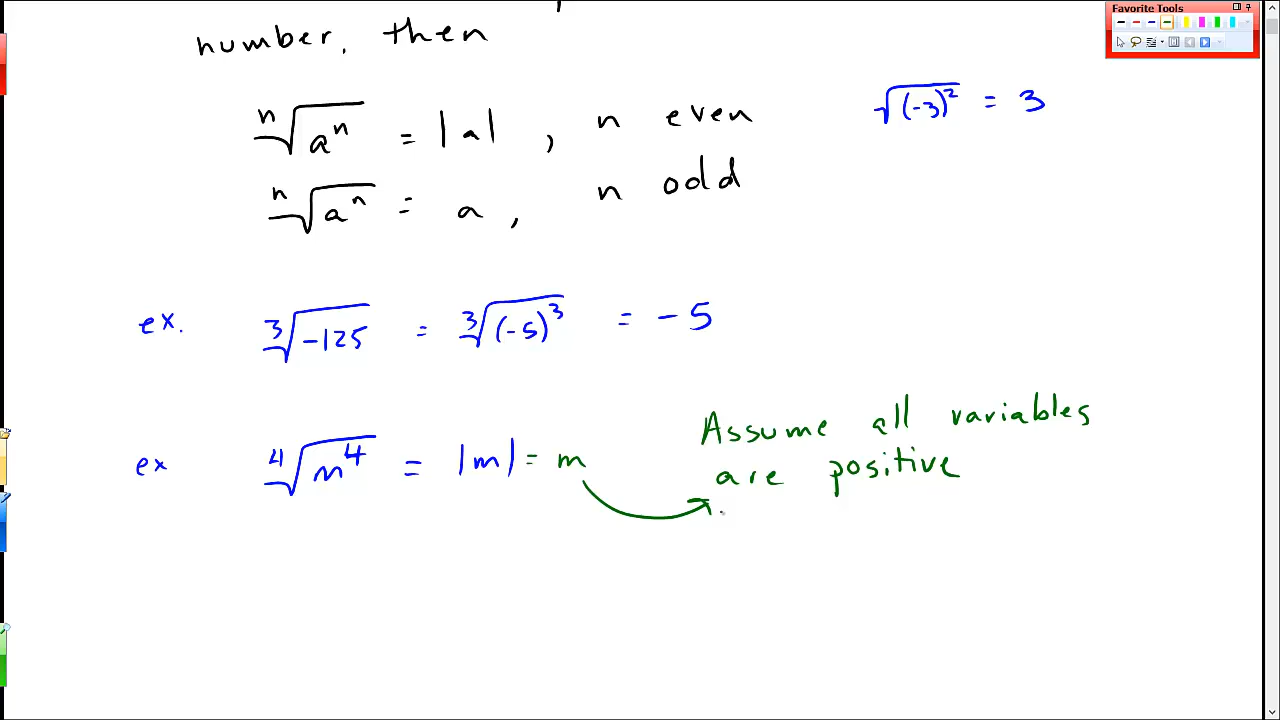 Favorite Tools
number, then
ⁿ√aⁿ = |a| , n even
√(-3)² = 3
ⁿ√aⁿ = a , n odd
ex. ³√-125 = ³√(-5)³ = -5
ex ⁴√m⁴ = |m| = m
Assume all variables
are positive